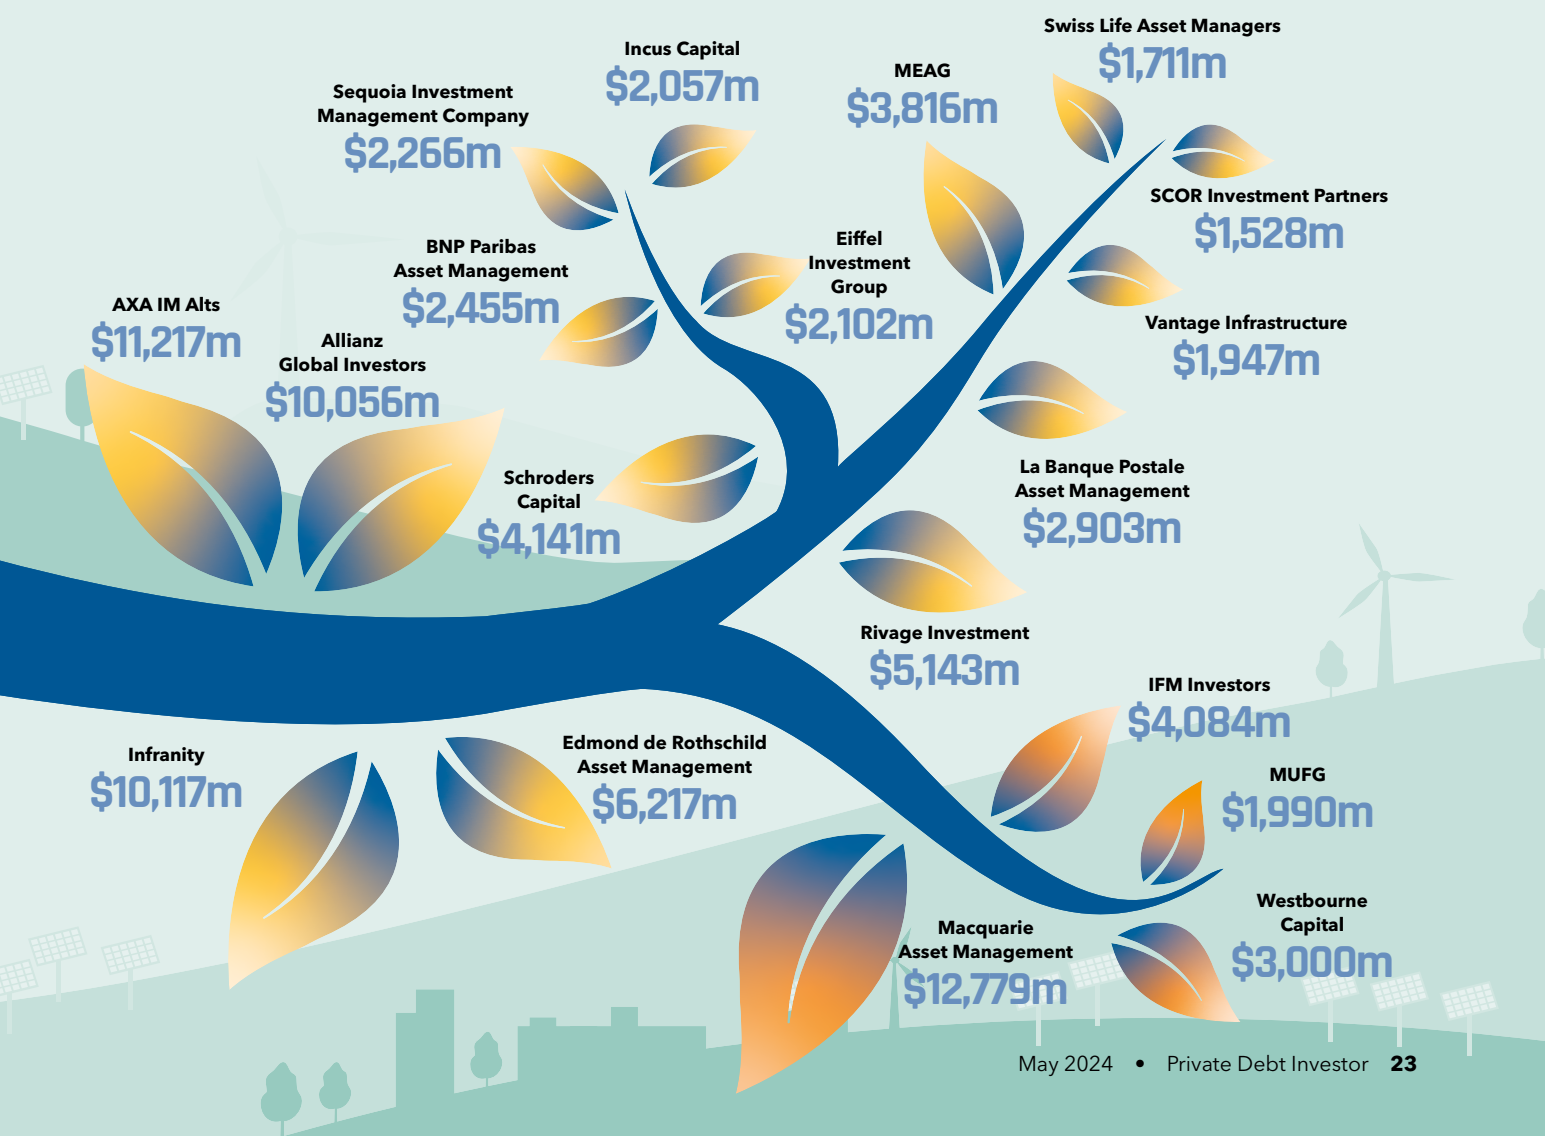 Swiss Life Asset Managers
$1,711m
Incus Capital
$2,057m
MEAG
$3,816m
Sequoia Investment
Management Company
$2,266m
SCOR Investment Partners
$1,528m
BNP Paribas
Asset Management
$2,455m
Eiffel
Investment
Group
$2,102m
AXA IM Alts
$11,217m
Allianz
Global Investors
$10,056m
Vantage Infrastructure
$1,947m
Schroders
Capital
$4,141m
La Banque Postale
Asset Management
$2,903m
Rivage Investment
$5,143m
IFM Investors
$4,084m
Infranity
$10,117m
Edmond de Rothschild
Asset Management
$6,217m
MUFG
$1,990m
Macquarie
Asset Management
$12,779m
Westbourne
Capital
$3,000m
May 2024 • Private Debt Investor 23